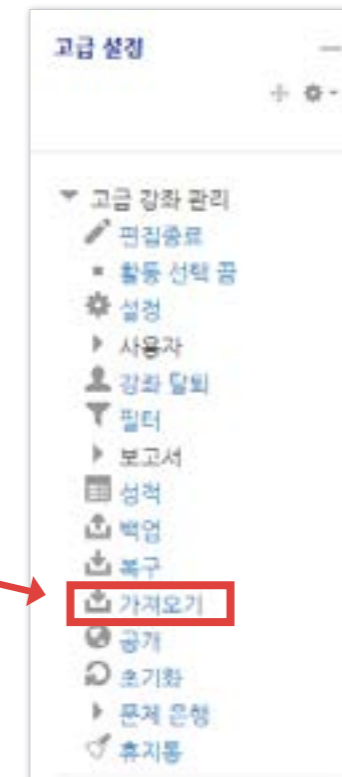 고급 설정
고급 강좌 관리
편집종료
활동 선택 끔
설정
사용자
강좌 탈퇴
필터
보고서
성적
백업
복구
가져오기
공개
초기화
문제 은행
휴지통